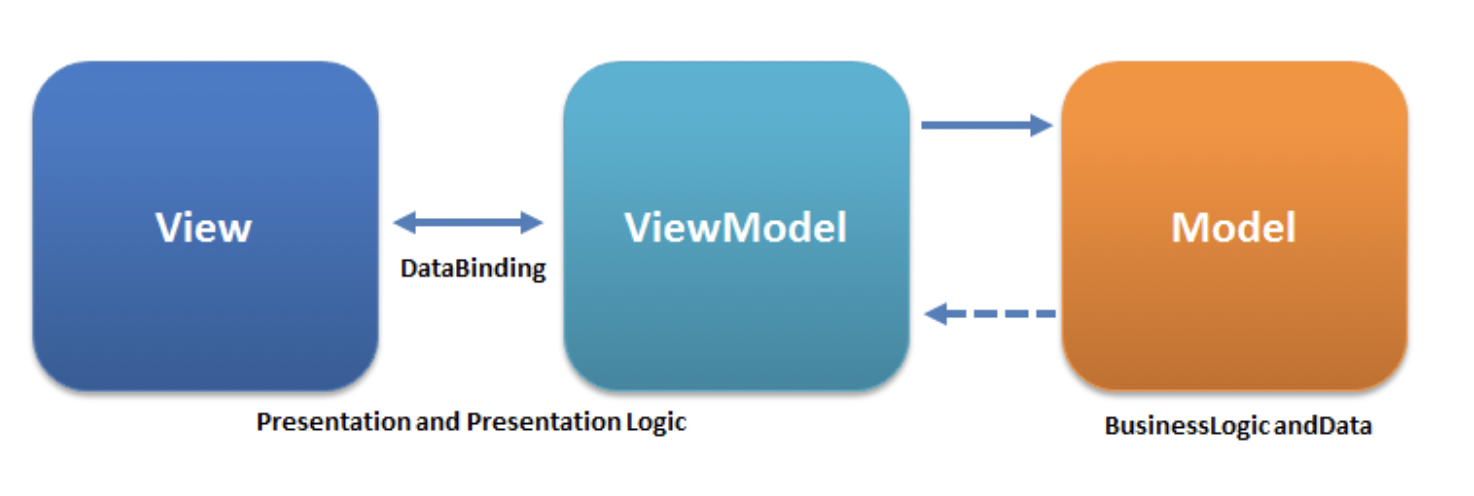 View
ViewModel
Model
DataBinding
Presentation and Presentation Logic
BusinessLogic andData